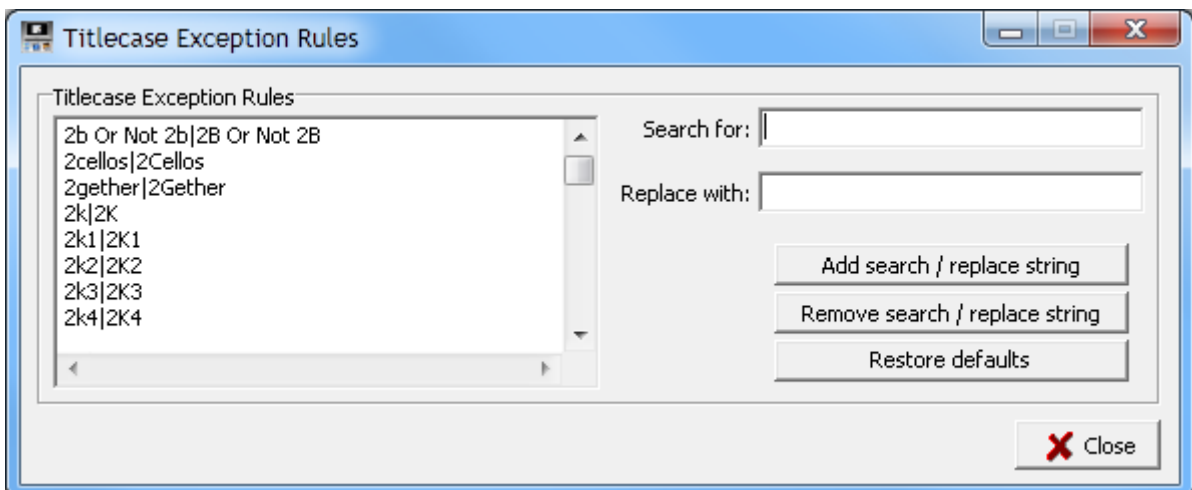 Titlecase Exception Rules
Titlecase Exception Rules
2b Or Not 2b|2B Or Not 2B
2cellos|2Cellos
2gether|2Gether
2k|2K
2k1|2K1
2k2|2K2
2k3|2K3
2k4|2K4
Search for:
Replace with:
Add search / replace string
Remove search / replace string
Restore defaults
Close